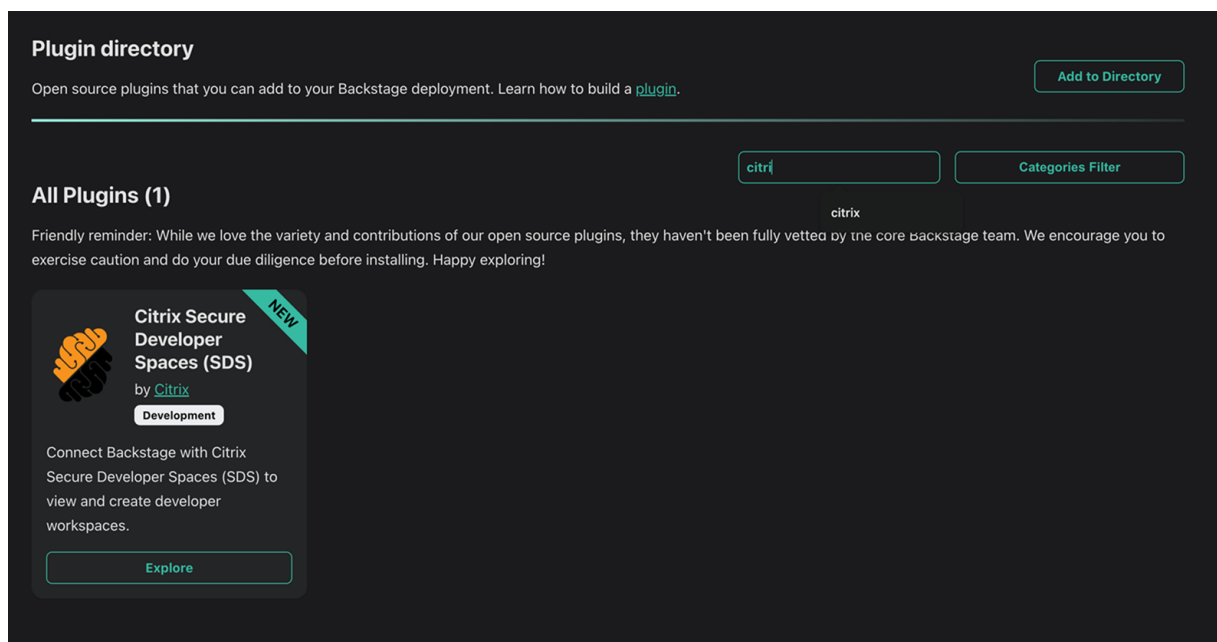 Plugin directory
Open source plugins that you can add to your Backstage deployment. Learn how to build a plugin.
Add to Directory
citri
Categories Filter
All Plugins (1)
citrix
Friendly reminder: While we love the variety and contributions of our open source plugins, they haven't been fully vetted by the core Backstage team. We encourage you to
exercise caution and do your due diligence before installing. Happy exploring!
NEW
Citrix Secure
Developer
Spaces (SDS)
by Citrix
Development
Connect Backstage with Citrix
Secure Developer Spaces (SDS) to
view and create developer
workspaces.
Explore